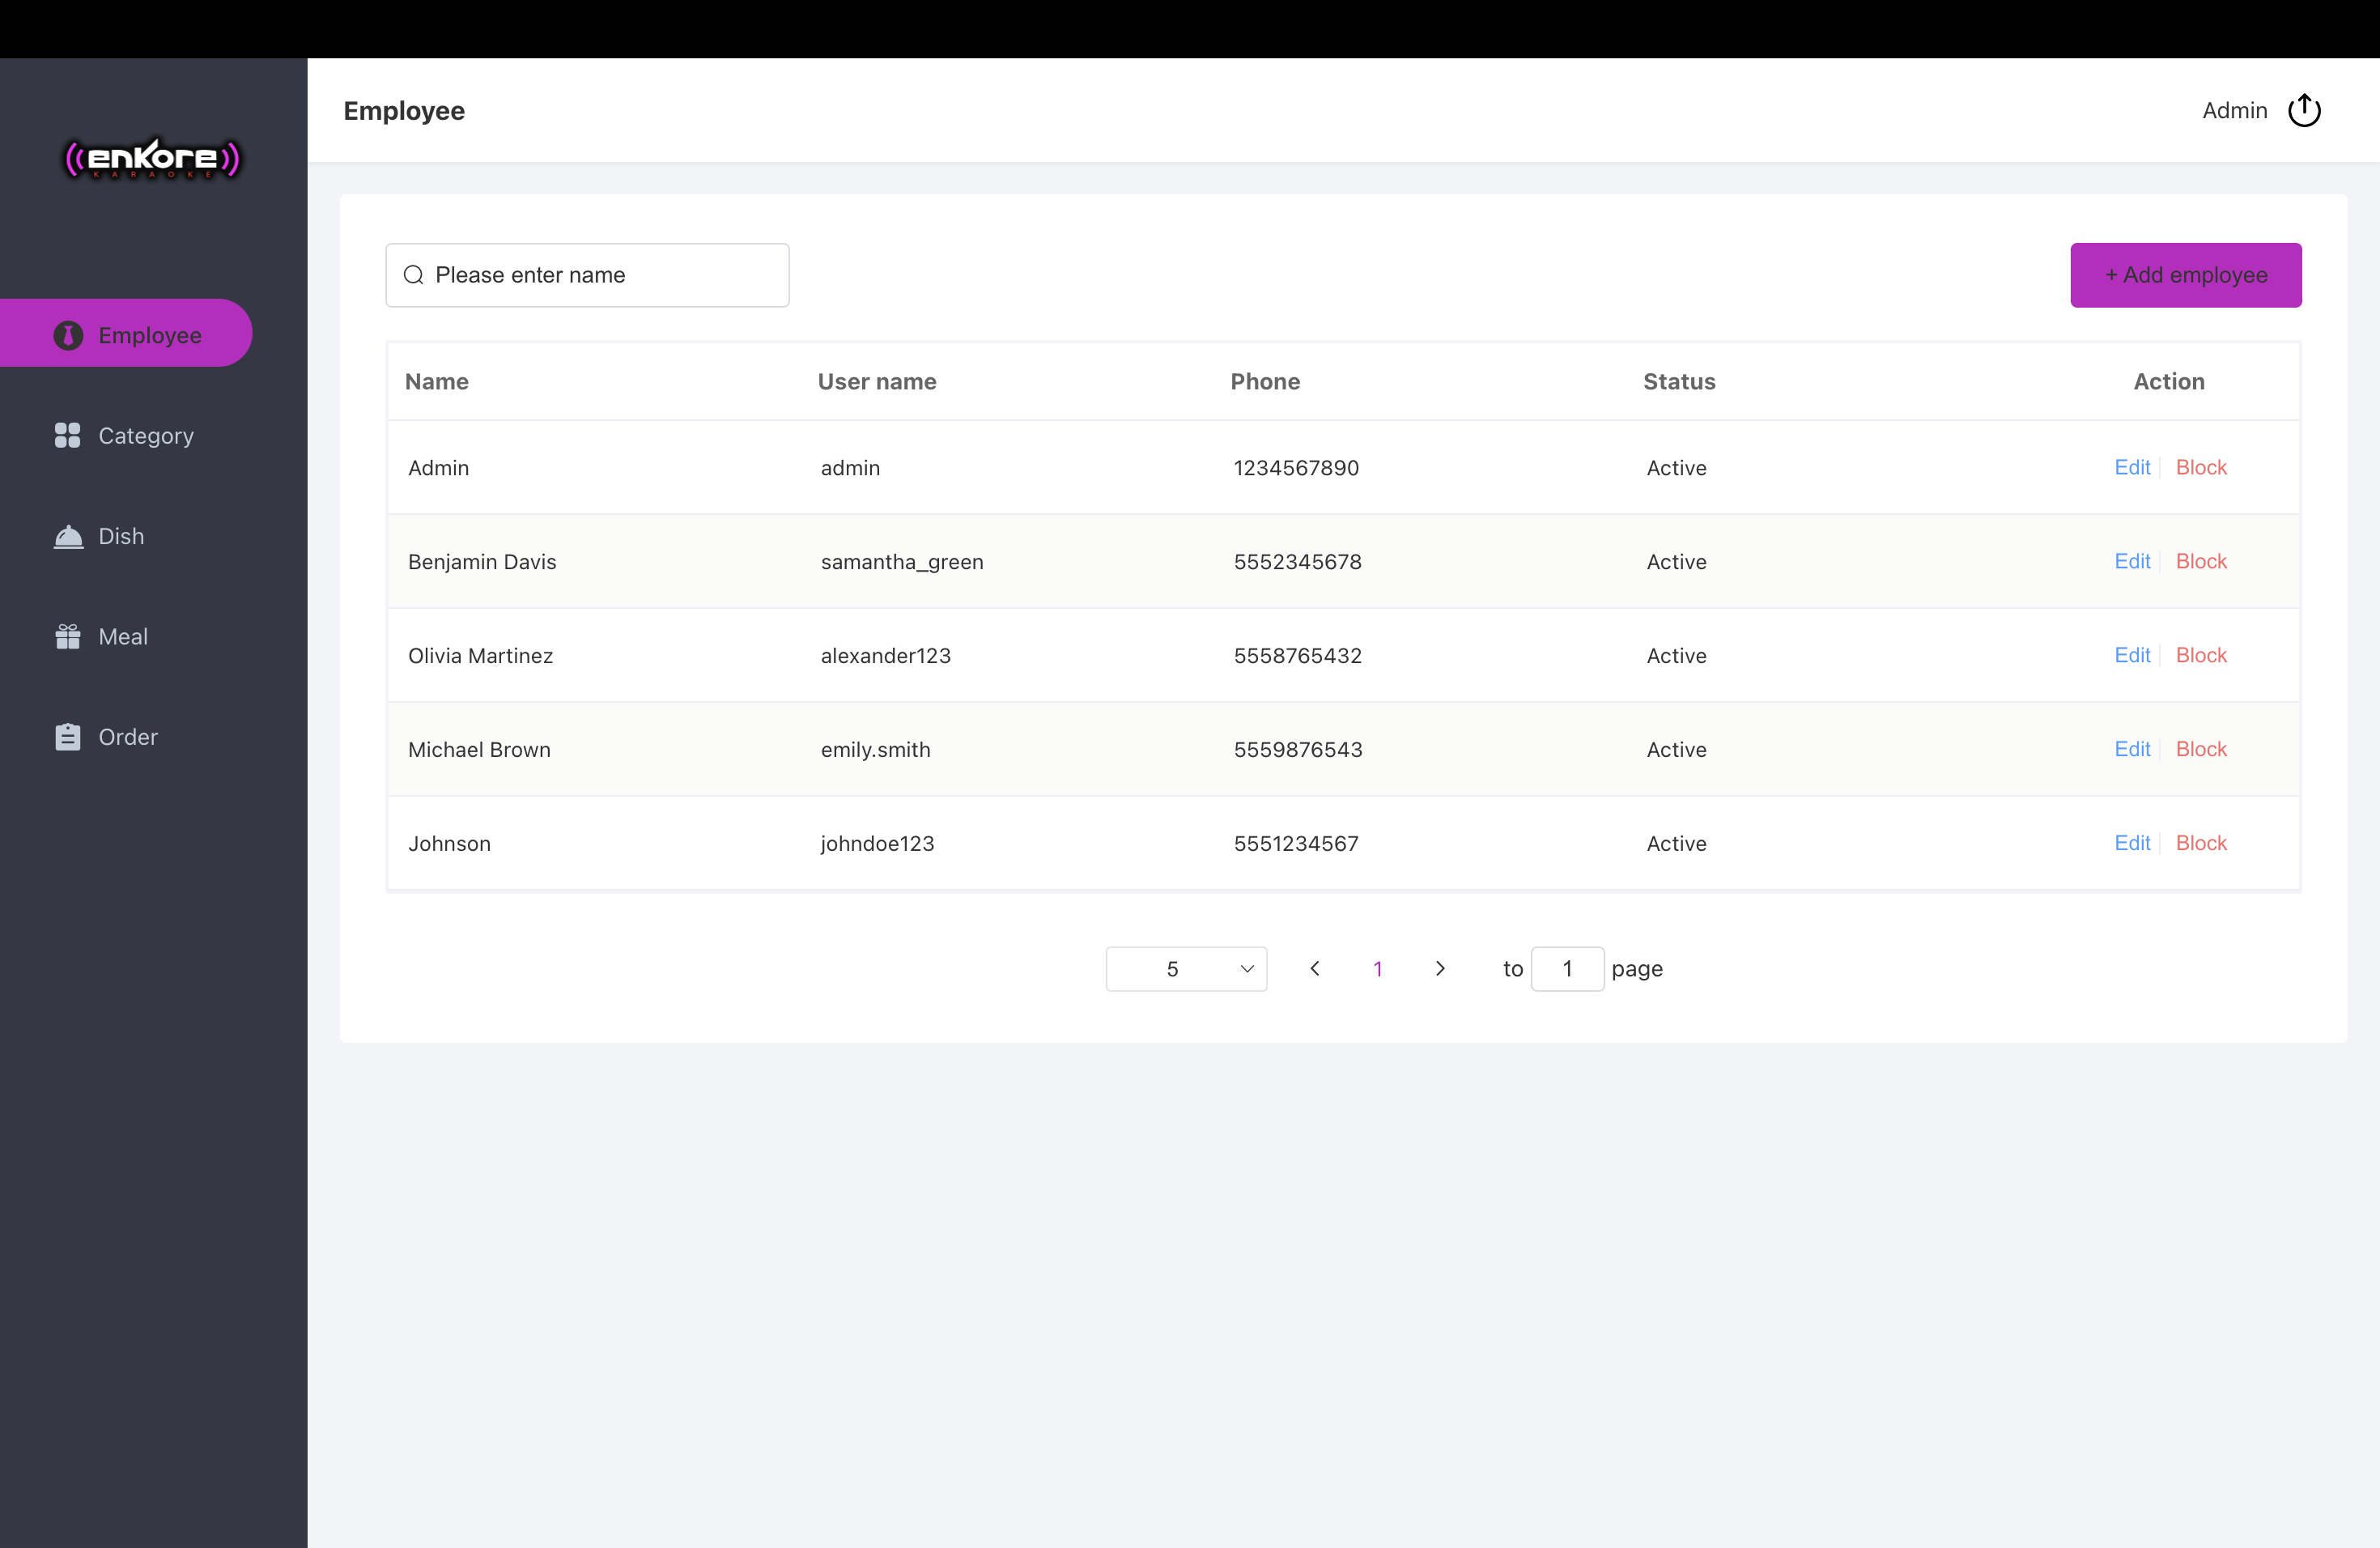 Employee
Admin
enkore
KARAOKE
Employee
Category
Dish
Meal
Order
Please enter name
+ Add employee
Name User name Phone Status Action
Admin admin 1234567890 Active Edit Block
Benjamin Davis samantha_green 5552345678 Active Edit Block
Olivia Martinez alexander123 5558765432 Active Edit Block
Michael Brown emily.smith 5559876543 Active Edit Block
Johnson johndoe123 5551234567 Active Edit Block
5 1 to 1 page